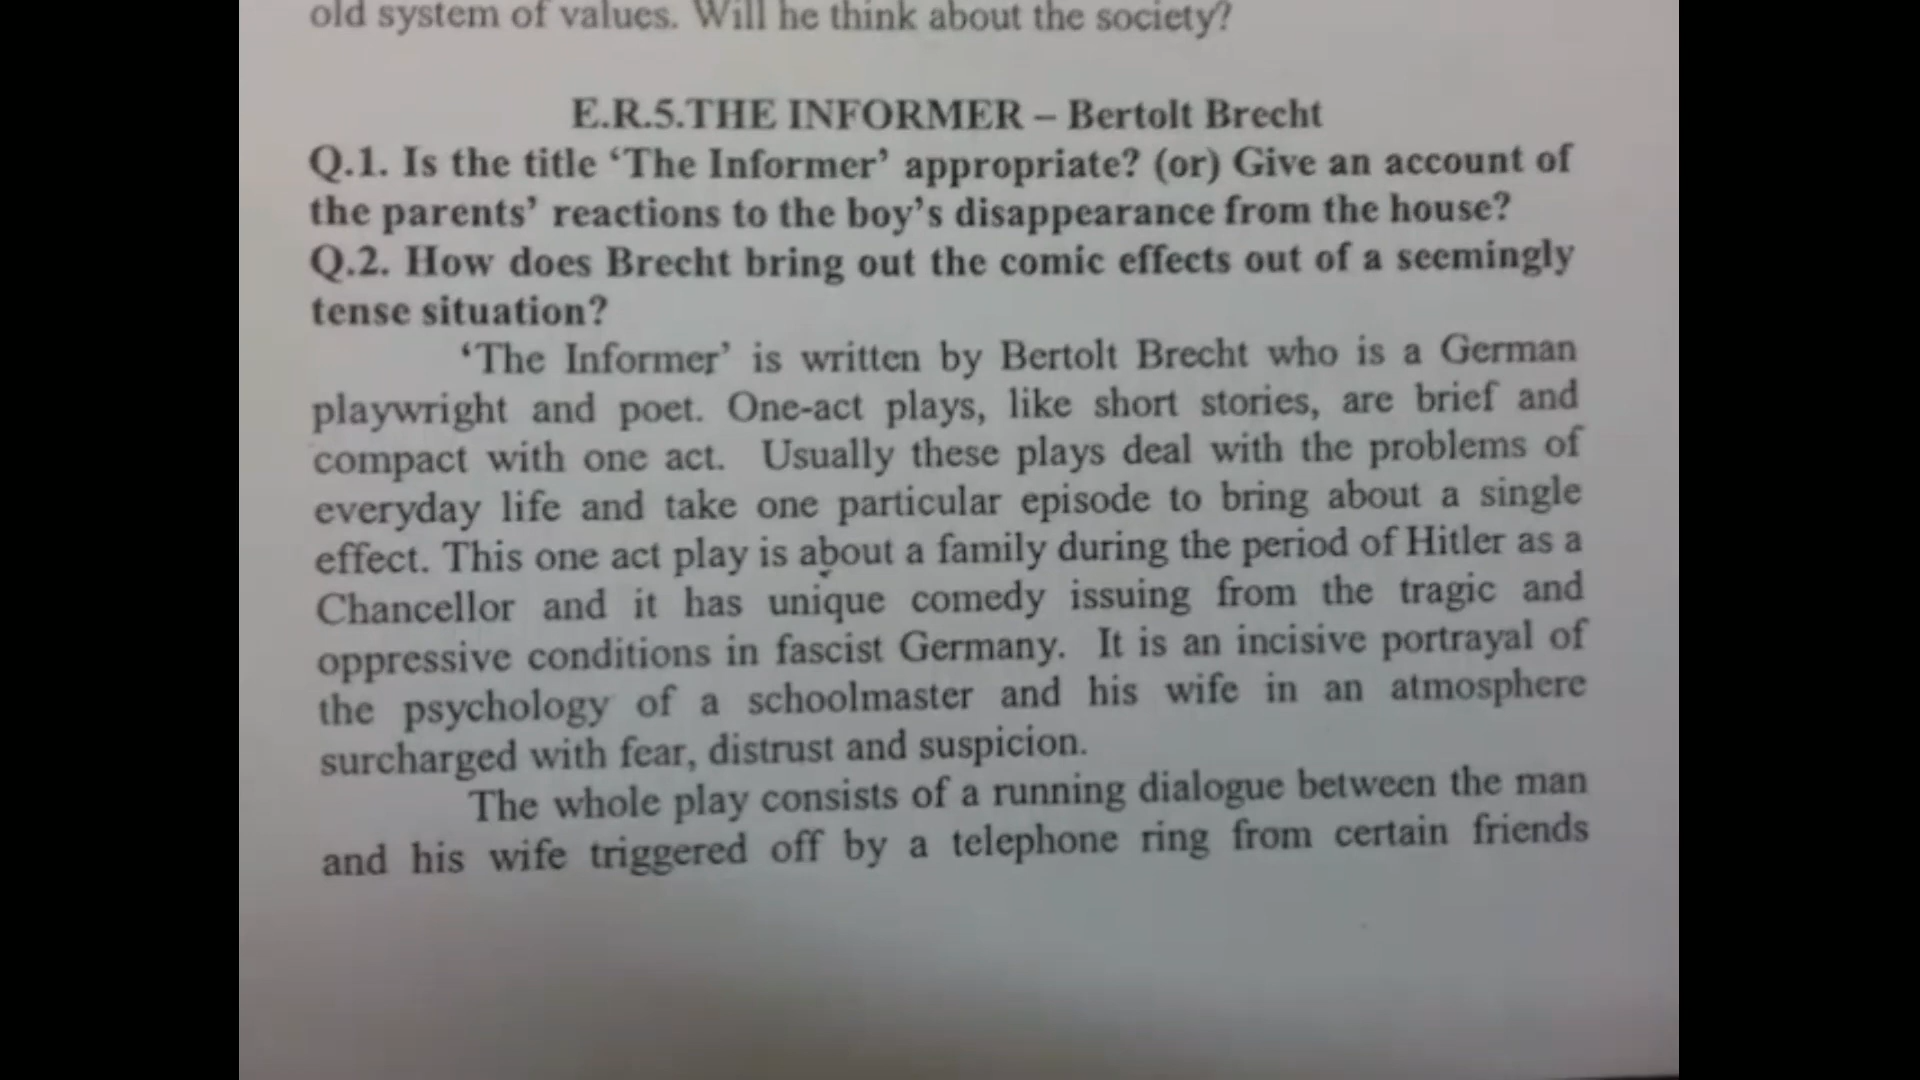 old system of values. Will he think about the society?
E.R.5.THE INFORMER – Bertolt Brecht
Q.1. Is the title ‘The Informer’ appropriate? (or) Give an account of
the parents’ reactions to the boy’s disappearance from the house?
Q.2. How does Brecht bring out the comic effects out of a seemingly
tense situation?
‘The Informer’ is written by Bertolt Brecht who is a German
playwright and poet. One-act plays, like short stories, are brief and
compact with one act. Usually these plays deal with the problems of
everyday life and take one particular episode to bring about a single
effect. This one act play is about a family during the period of Hitler as a
Chancellor and it has unique comedy issuing from the tragic and
oppressive conditions in fascist Germany. It is an incisive portrayal of
the psychology of a schoolmaster and his wife in an atmosphere
surcharged with fear, distrust and suspicion.
The whole play consists of a running dialogue between the man
and his wife triggered off by a telephone ring from certain friends